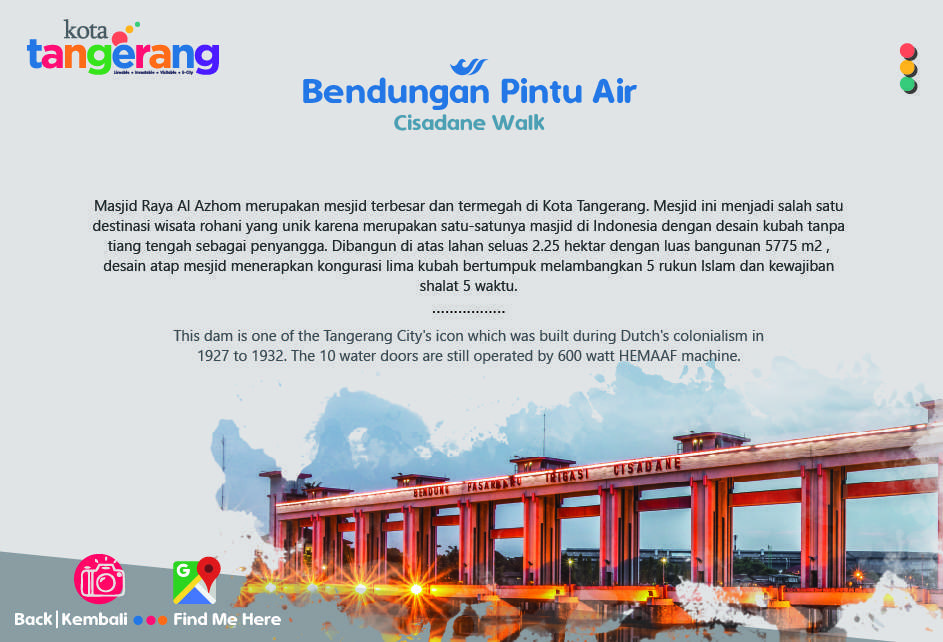 kota
tangerang
Liveable • Investable • Visitable • E-City
Bendungan Pintu Air
Cisadane Walk
Masjid Raya Al Azhom merupakan mesjid terbesar dan termegah di Kota Tangerang. Mesjid ini menjadi salah satu
destinasi wisata rohani yang unik karena merupakan satu-satunya masjid di Indonesia dengan desain kubah tanpa
tiang tengah sebagai penyangga. Dibangun di atas lahan seluas 2.25 hektar dengan luas bangunan 5775 m2 ,
desain atap mesjid menerapkan kongurasi lima kubah bertumpuk melambangkan 5 rukun Islam dan kewajiban
shalat 5 waktu.
.................
This dam is one of the Tangerang City's icon which was built during Dutch's colonialism in
1927 to 1932. The 10 water doors are still operated by 600 watt HEMAAF machine.
BENDUNG PASARBARU IRIGASI CISADANE
G
Back|Kembali Find Me Here